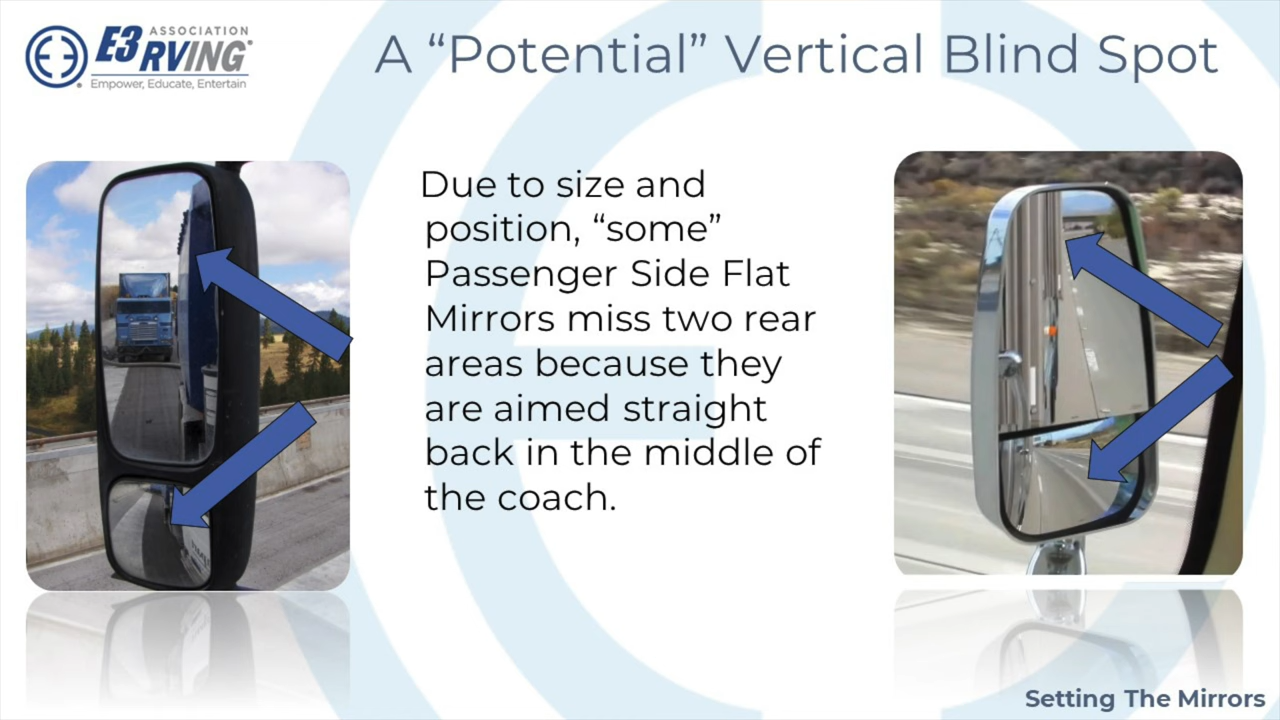 ASSOCIATION
E3 RVING
Empower, Educate, Entertain
A “Potential” Vertical Blind Spot
Due to size and
position, “some”
Passenger Side Flat
Mirrors miss two rear
areas because they
are aimed straight
back in the middle of
the coach.
Setting The Mirrors